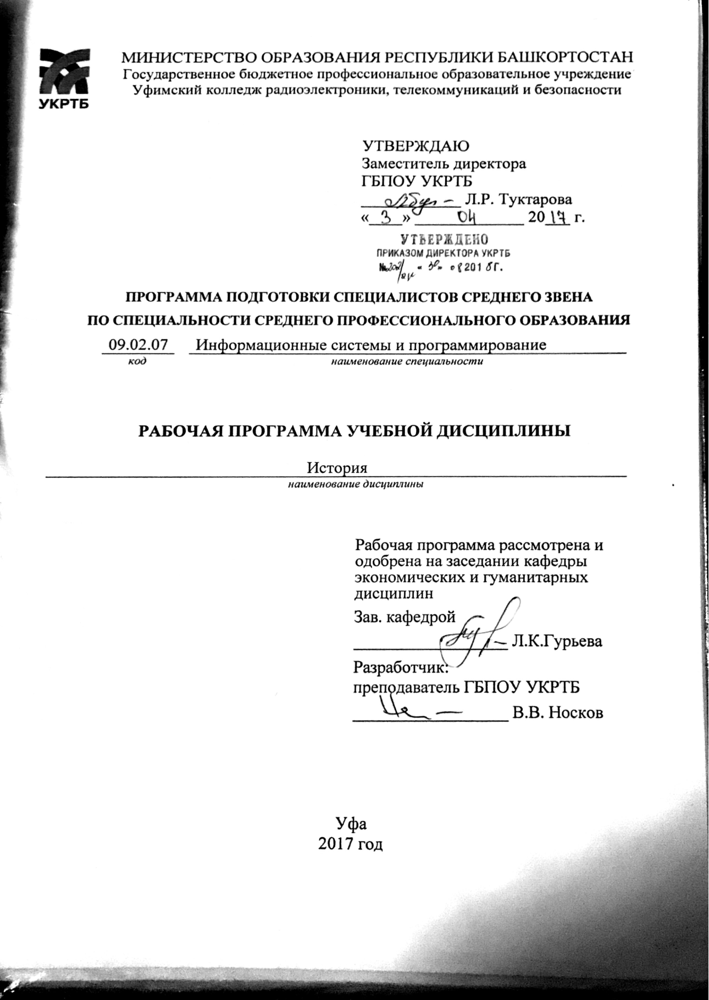 МИНИСТЕРСТВО ОБРАЗОВАНИЯ РЕСПУБЛИКИ БАШКОРТОСТАН
Государственное бюджетное профессиональное образовательное учреждение
Уфимский колледж радиоэлектроники, телекоммуникаций и безопасности
УКРТБ
УТВЕРЖДАЮ
Заместитель директора
ГБПОУ УКРТБ
Л.Р. Туктарова
«3» 04 2017 г.
УТВЕРЖДЕНО
ПРИКАЗОМ ДИРЕКТОРА УКРТБ
№202/ «30» 08 2018г.
ПРОГРАММА ПОДГОТОВКИ СПЕЦИАЛИСТОВ СРЕДНЕГО ЗВЕНА
ПО СПЕЦИАЛЬНОСТИ СРЕДНЕГО ПРОФЕССИОНАЛЬНОГО ОБРАЗОВАНИЯ
09.02.07 Информационные системы и программирование
код наименование специальности
РАБОЧАЯ ПРОГРАММА УЧЕБНОЙ ДИСЦИПЛИНЫ
История
наименование дисциплины
Рабочая программа рассмотрена и
одобрена на заседании кафедры
экономических и гуманитарных
дисциплин
Зав. кафедрой
Л.К.Гурьева
Разработчик:
преподаватель ГБПОУ УКРТБ
В.В. Носков
Уфа
2017 год